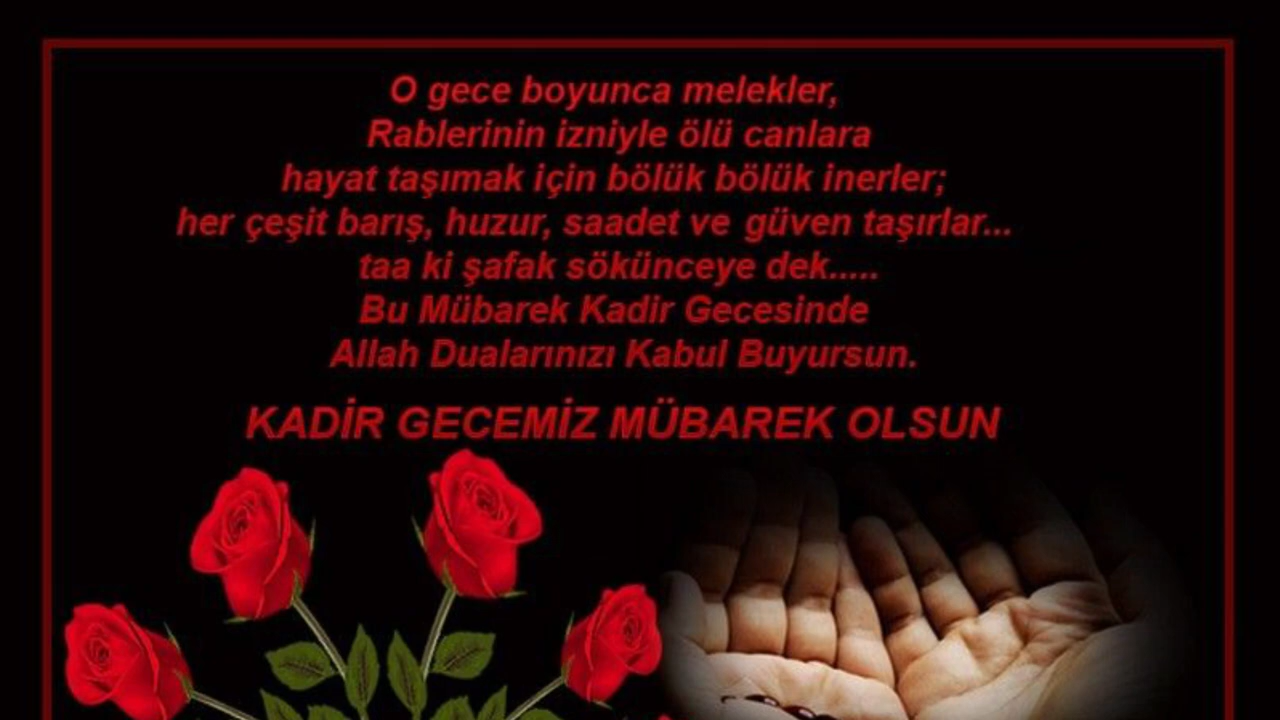 O gece boyunca melekler,
Rablerinin izniyle ölü canlara
hayat taşımak için bölük bölük inerler;
her çeşit barış, huzur, saadet ve güven taşırlar...
taa ki şafak sökünceye dek.....
Bu Mübarek Kadir Gecesinde
Allah Dualarınızı Kabul Buyursun.
KADİR GECEMİZ MÜBAREK OLSUN